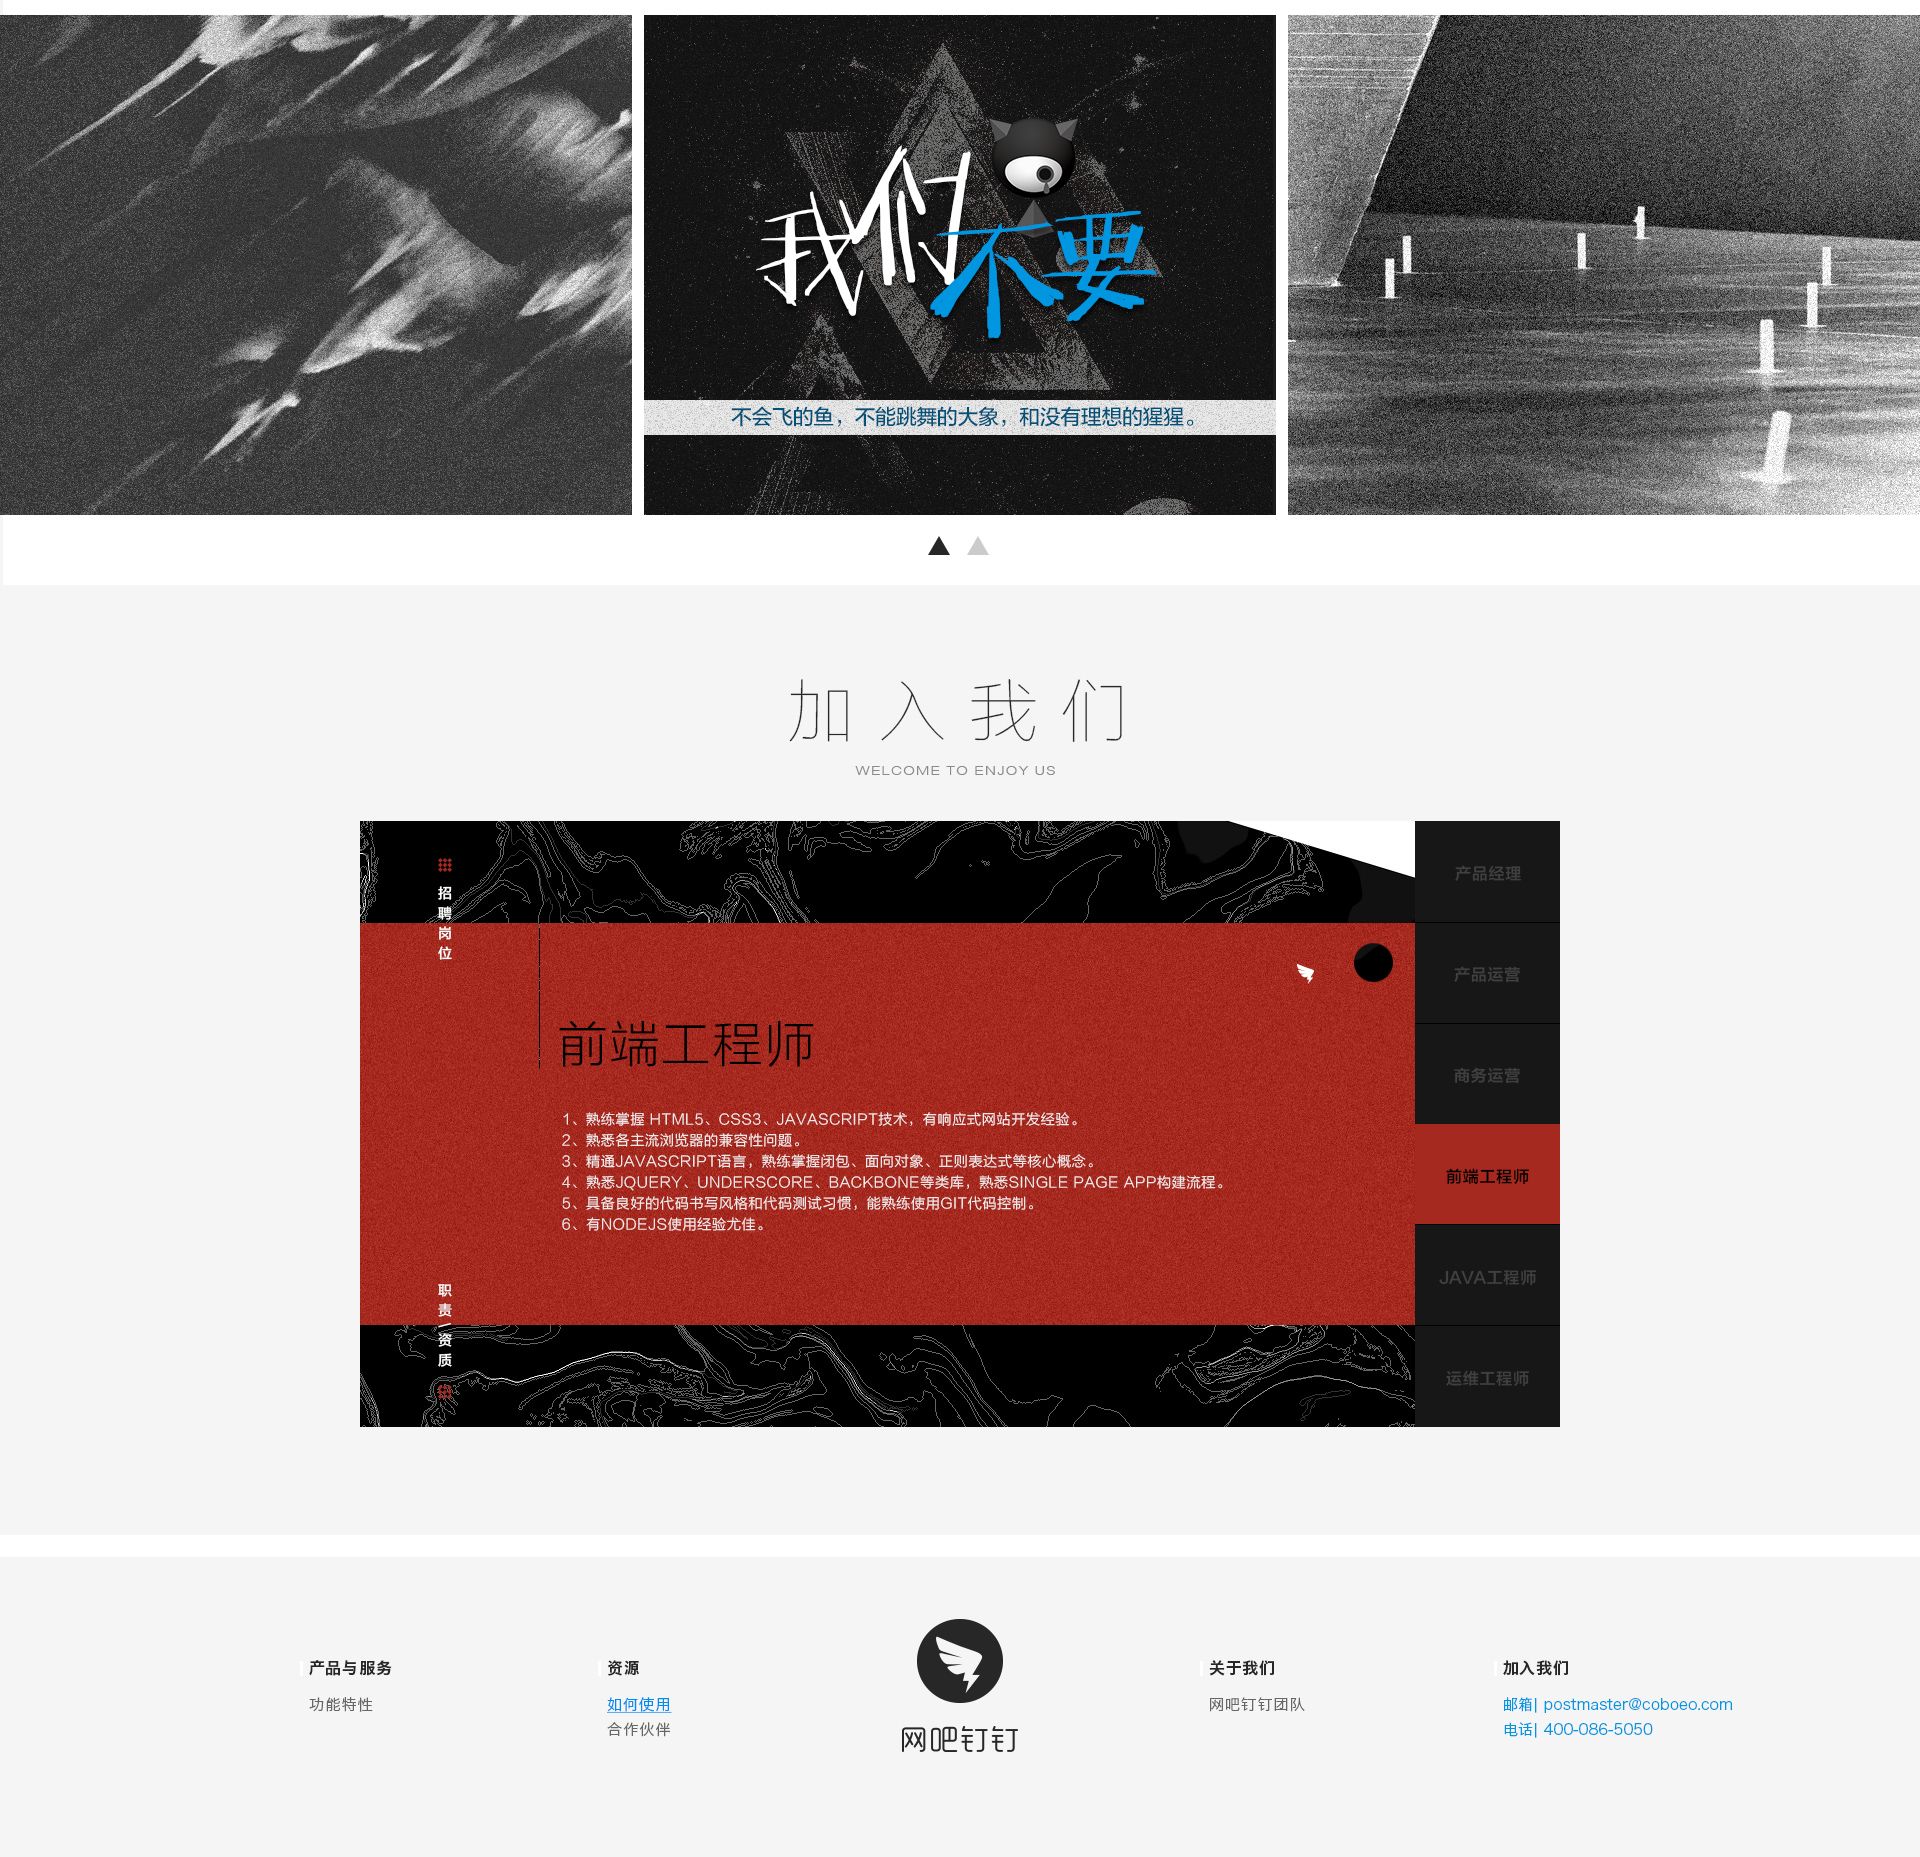 我们不要
不会飞的鱼，不能跳舞的大象，和没有理想的猩猩。
加入我们
WELCOME TO ENJOY US
招聘岗位
前端工程师
1、熟练掌握 HTML5、CSS3、JAVASCRIPT技术，有响应式网站开发经验。
2、熟悉各主流浏览器的兼容性问题。
3、精通JAVASCRIPT语言，熟练掌握闭包、面向对象、正则表达式等核心概念。
4、熟悉JQUERY、UNDERSCORE、BACKBONE等类库，熟悉SINGLE PAGE APP构建流程。
5、具备良好的代码书写风格和代码测试习惯，能熟练使用GIT代码控制。
6、有NODEJS使用经验尤佳。
职责/资质
产品经理
产品运营
商务运营
前端工程师
JAVA工程师
运维工程师
产品与服务
功能特性
资源
如何使用
合作伙伴
网吧钉钉
关于我们
网吧钉钉团队
加入我们
邮箱| postmaster@coboeo.com
电话| 400-086-5050